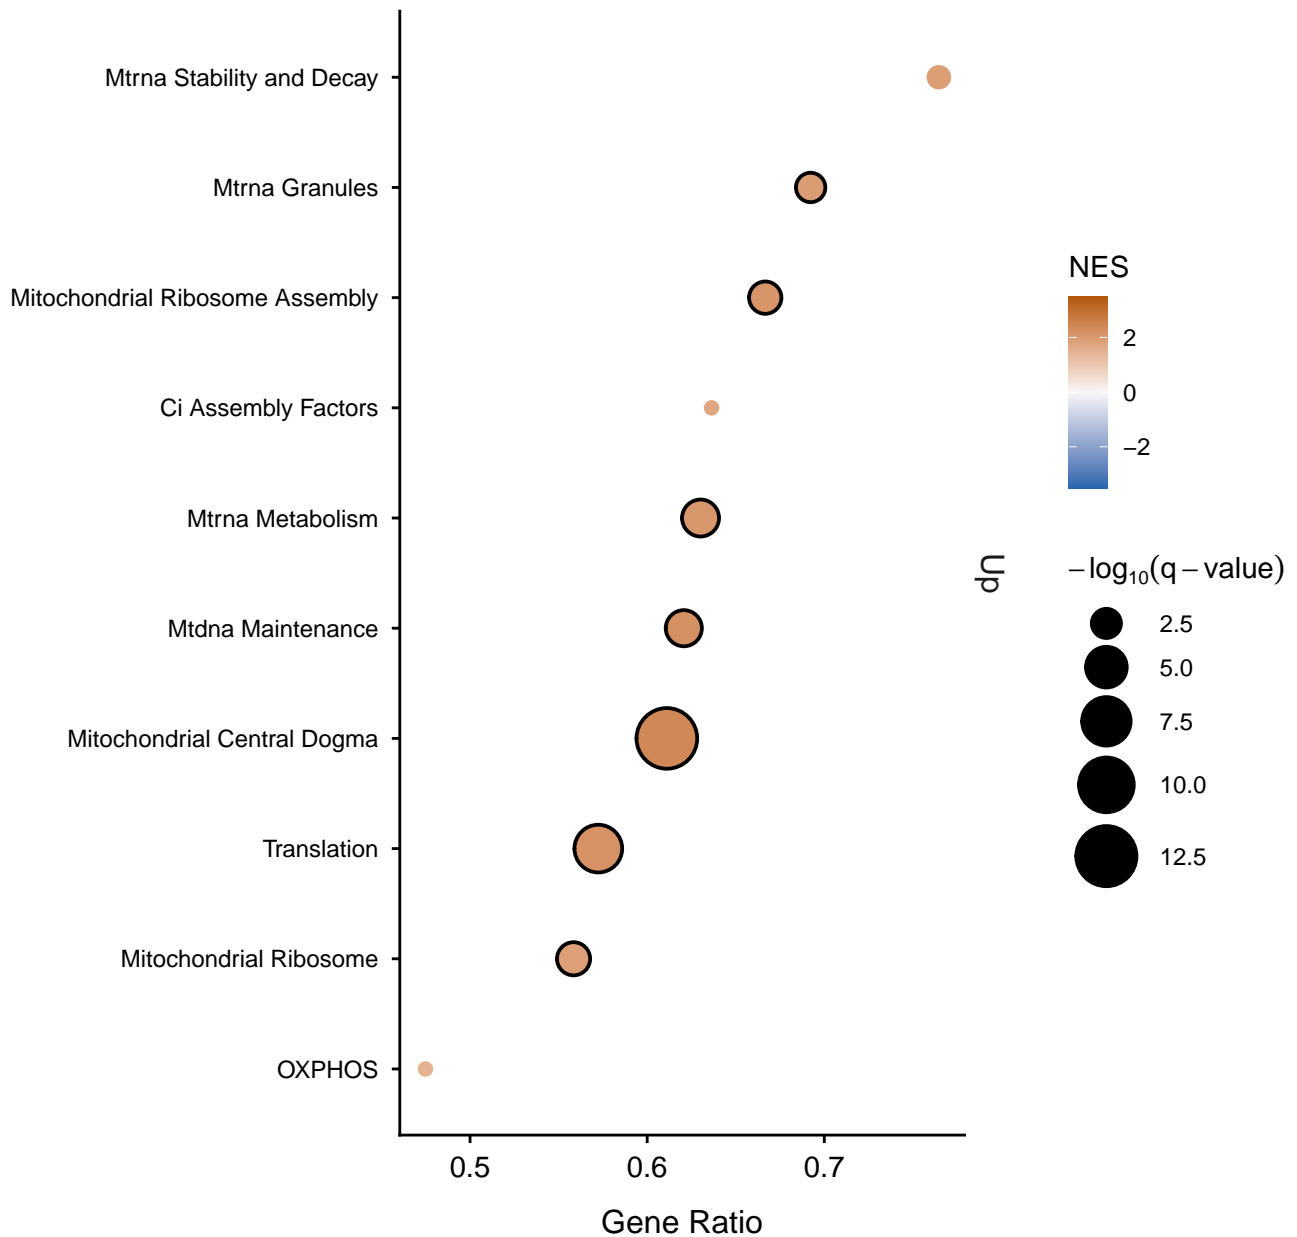 Mtrna Stability and Decay
Mtrna Granules
Mitochondrial Ribosome Assembly
Ci Assembly Factors
Mtrna Metabolism
Mtdna Maintenance
Mitochondrial Central Dogma
Translation
Mitochondrial Ribosome
OXPHOS
0.5 0.6 0.7
Gene Ratio
Up
NES
2
0
−2
−log₁₀(q−value)
2.5
5.0
7.5
10.0
12.5